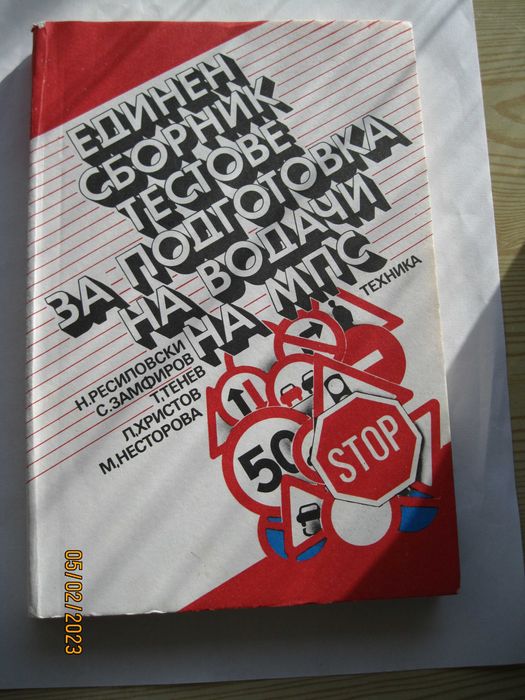 ЕДИНЕН
СБОРНИК
ТЕСТОВЕ
ЗА ПОДГОТОВКА
НА ВОДАЧИ
НА МПС
Н. РЕСИПОВСКИ
С. ЗАМФИРОВ
Т. ТЕНЕВ
Л. ХРИСТОВ
М. НЕСТОРОВА
ТЕХНИКА
50
STOP
05/02/2023